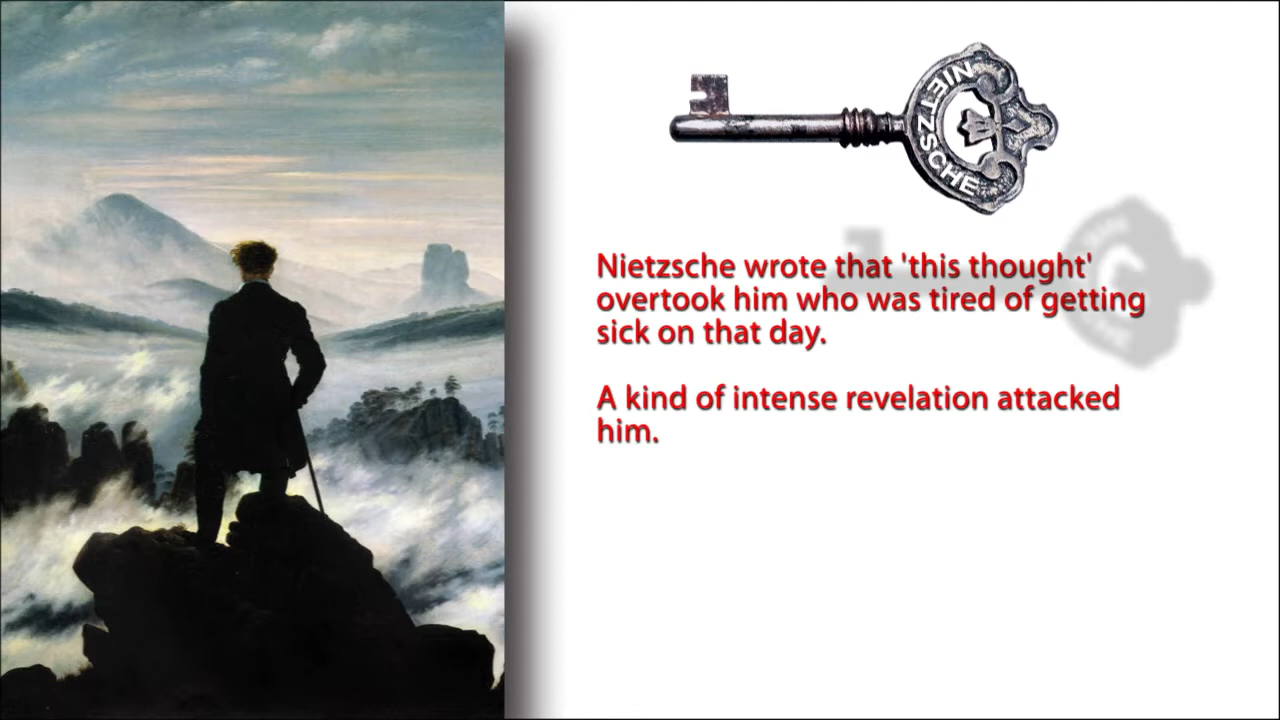 NIETZSCHE
Nietzsche wrote that 'this thought'
overtook him who was tired of getting
sick on that day.
A kind of intense revelation attacked
him.